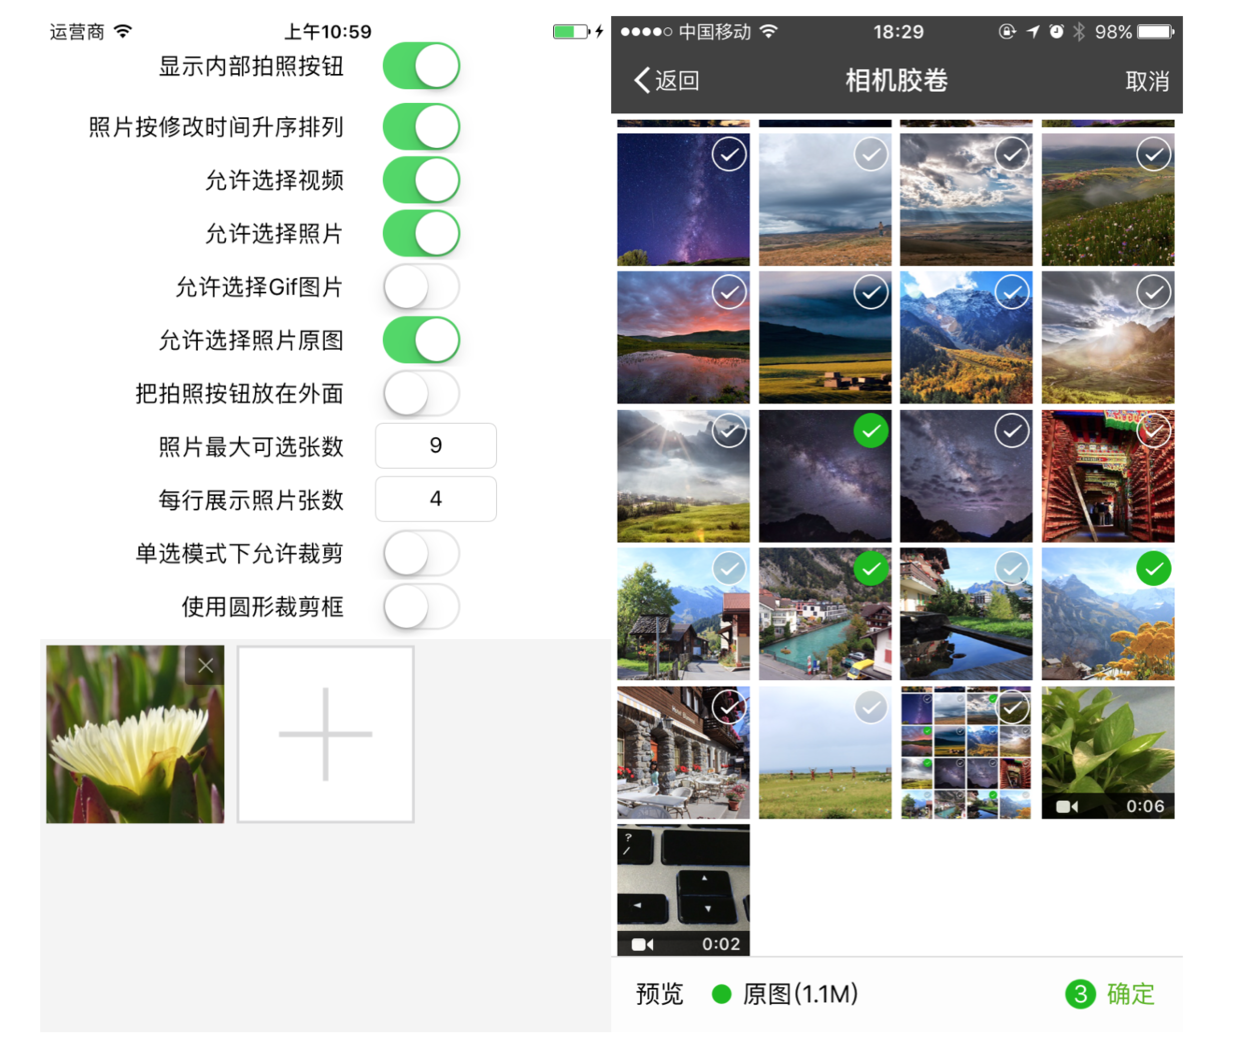 运营商 上午10:59
显示内部拍照按钮
照片按修改时间升序排列
允许选择视频
允许选择照片
允许选择Gif图片
允许选择照片原图
把拍照按钮放在外面
照片最大可选张数 9
每行展示照片张数 4
单选模式下允许裁剪
使用圆形裁剪框
中国移动 18:29 98%
返回 相机胶卷 取消
0:06
?
/
0:02
预览 原图(1.1M) 3 确定